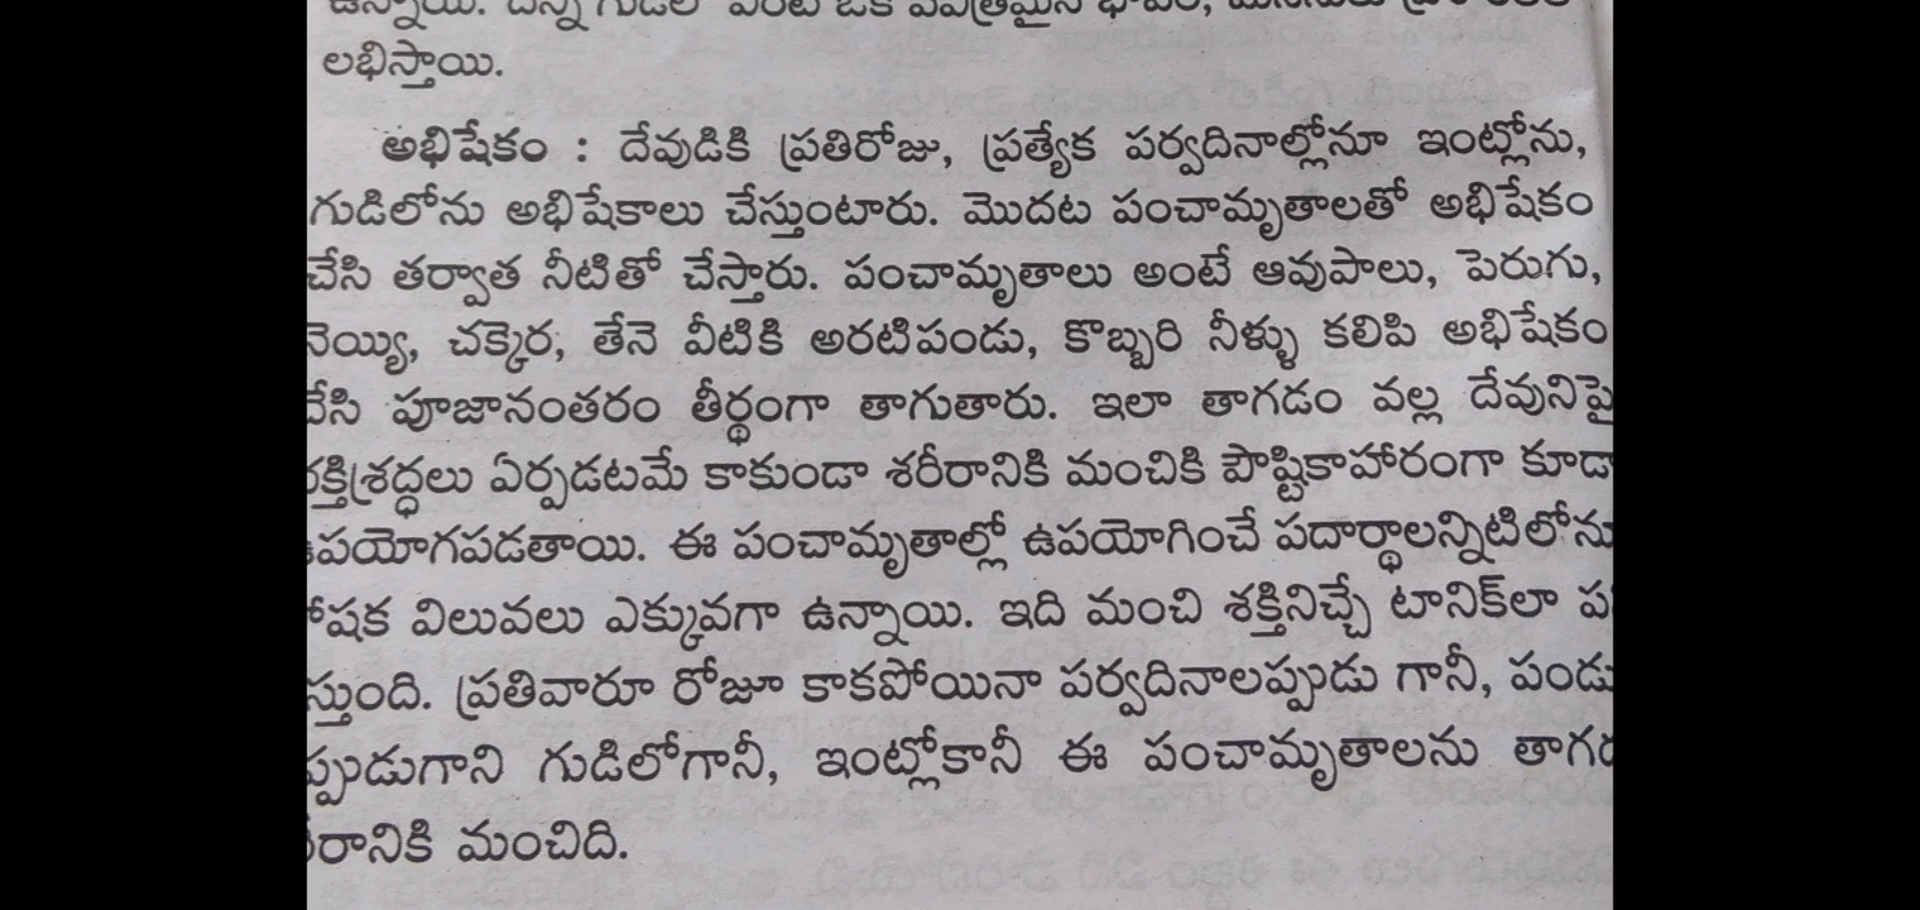 లభిస్తాయి.
అభిషేకం : దేవుడికి ప్రతిరోజు, ప్రత్యేక పర్వదినాల్లోనూ ఇంట్లోను,
గుడిలోను అభిషేకాలు చేస్తుంటారు. మొదట పంచామృతాలతో అభిషేకం
చేసి తర్వాత నీటితో చేస్తారు. పంచామృతాలు అంటే ఆవుపాలు, పెరుగు,
నెయ్యి, చక్కెర, తేనె వీటికి అరటిపండు, కొబ్బరి నీళ్ళు కలిపి అభిషేకం
చేసి పూజానంతరం తీర్థంగా తాగుతారు. ఇలా తాగడం వల్ల దేవునిపై
భక్తిశ్రద్ధలు ఏర్పడటమే కాకుండా శరీరానికి మంచికి పౌష్టికాహారంగా కూడా
ఉపయోగపడతాయి. ఈ పంచామృతాల్లో ఉపయోగించే పదార్థాలన్నిటిలోను
పోషక విలువలు ఎక్కువగా ఉన్నాయి. ఇది మంచి శక్తినిచ్చే టానిక్‌లా
స్తుంది. ప్రతివారూ రోజూ కాకపోయినా పర్వదినాలప్పుడు గానీ, పండు
ప్పుడుగాని గుడిలోగానీ, ఇంట్లోకానీ ఈ పంచామృతాలను తాగ
రానికి మంచిది.